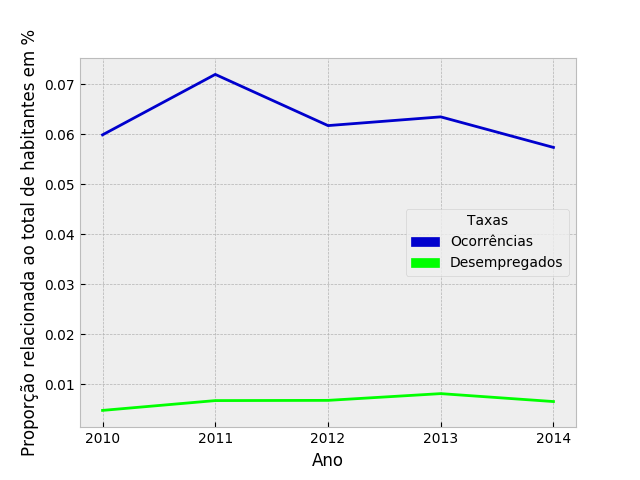 Proporção relacionada ao total de habitantes em %
0.07
0.06
0.05
0.04
0.03
0.02
0.01
Taxas
Ocorrências
Desempregados
2010 2011 2012 2013 2014
Ano